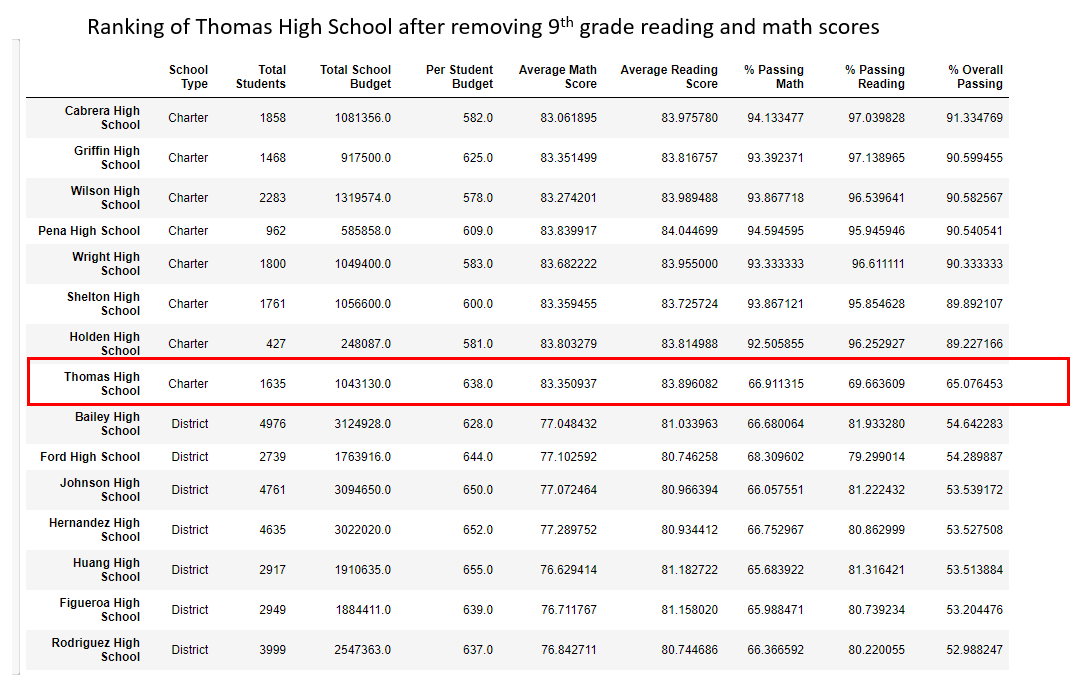 Ranking of Thomas High School after removing 9th grade reading and math scores
School Type Total Students Total School Budget Per Student Budget Average Math Score Average Reading Score % Passing Math % Passing Reading % Overall Passing
Cabrera High School Charter 1858 1081356.0 582.0 83.061895 83.975780 94.133477 97.039828 91.334769
Griffin High School Charter 1468 917500.0 625.0 83.351499 83.816757 93.392371 97.138965 90.599455
Wilson High School Charter 2283 1319574.0 578.0 83.274201 83.989488 93.867718 96.539641 90.582567
Pena High School Charter 962 585858.0 609.0 83.839917 84.044699 94.594595 95.945946 90.540541
Wright High School Charter 1800 1049400.0 583.0 83.682222 83.955000 93.333333 96.611111 90.333333
Shelton High School Charter 1761 1056600.0 600.0 83.359455 83.725724 93.867121 95.854628 89.892107
Holden High School Charter 427 248087.0 581.0 83.803279 83.814988 92.505855 96.252927 89.227166
Thomas High School Charter 1635 1043130.0 638.0 83.350937 83.896082 66.911315 69.663609 65.076453
Bailey High School District 4976 3124928.0 628.0 77.048432 81.033963 66.680064 81.933280 54.642283
Ford High School District 2739 1763916.0 644.0 77.102592 80.746258 68.309602 79.299014 54.289887
Johnson High School District 4761 3094650.0 650.0 77.072464 80.966394 66.057551 81.222432 53.539172
Hernandez High School District 4635 3022020.0 652.0 77.289752 80.934412 66.752967 80.862999 53.527508
Huang High School District 2917 1910635.0 655.0 76.629414 81.182722 65.683922 81.316421 53.513884
Figueroa High School District 2949 1884411.0 639.0 76.711767 81.158020 65.988471 80.739234 53.204476
Rodriguez High School District 3999 2547363.0 637.0 76.842711 80.744686 66.366592 80.220055 52.988247